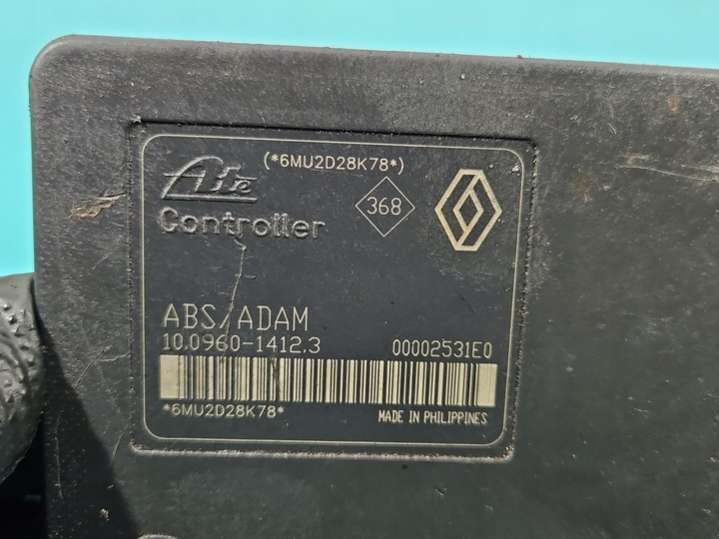 (*6MU2D28K78*)
Ate
Controller
368
ABS/ADAM
10.0960-1412.3 00002531E0
*6MU2D28K78* MADE IN PHILIPPINES